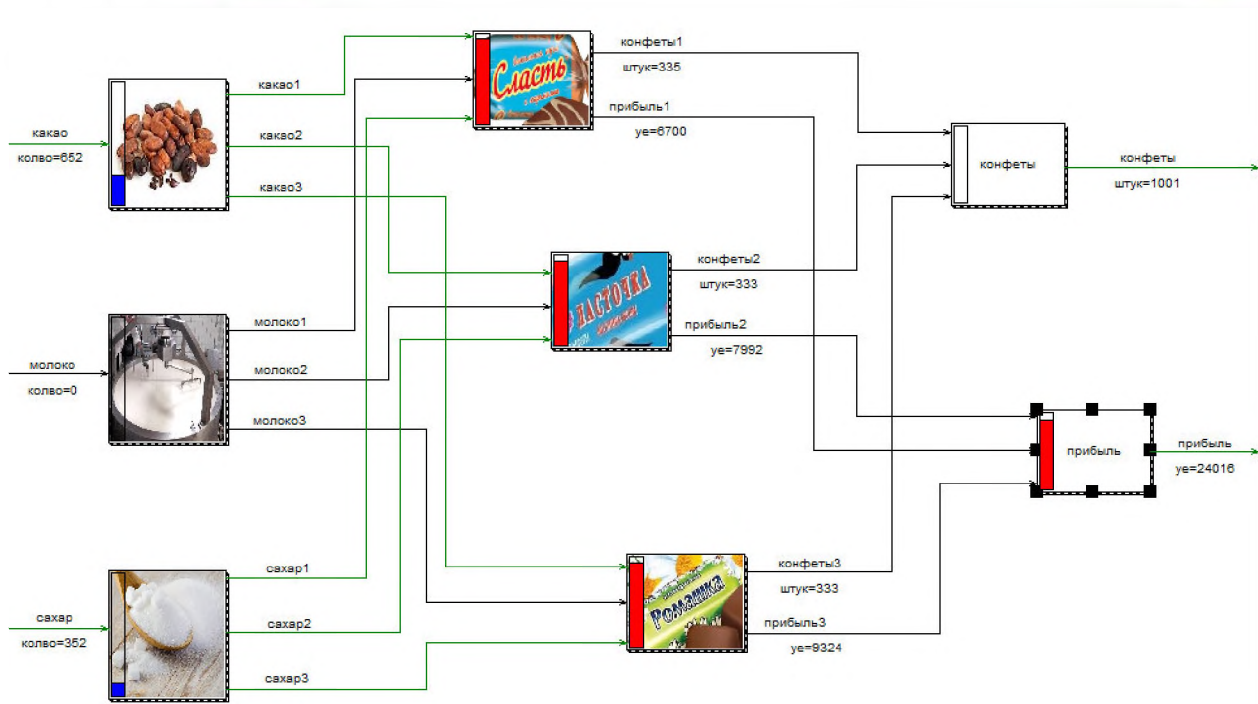 какао
колво=652
какао1
какао2
какао3
молоко
колво=0
молоко1
молоко2
молоко3
сахар
колво=352
сахар1
сахар2
сахар3
Сласть
конфеты1
штук=335
прибыль1
уе=6700
ЛАСТОЧКА
конфеты2
штук=333
прибыль2
уе=7992
Ромашка
конфеты3
штук=333
прибыль3
уе=9324
конфеты
конфеты
штук=1001
прибыль
прибыль
уе=24016